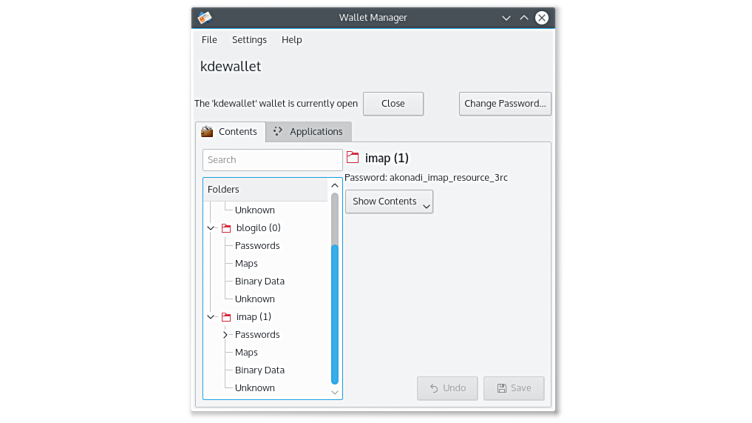 Wallet Manager
File Settings Help
kdewallet
The 'kdewallet' wallet is currently open
Close
Change Password...
Contents
Applications
Search
Folders
Unknown
blogilo (0)
Passwords
Maps
Binary Data
Unknown
imap (1)
Passwords
Maps
Binary Data
Unknown
imap (1)
Password: akonadi_imap_resource_3rc
Show Contents
Undo
Save